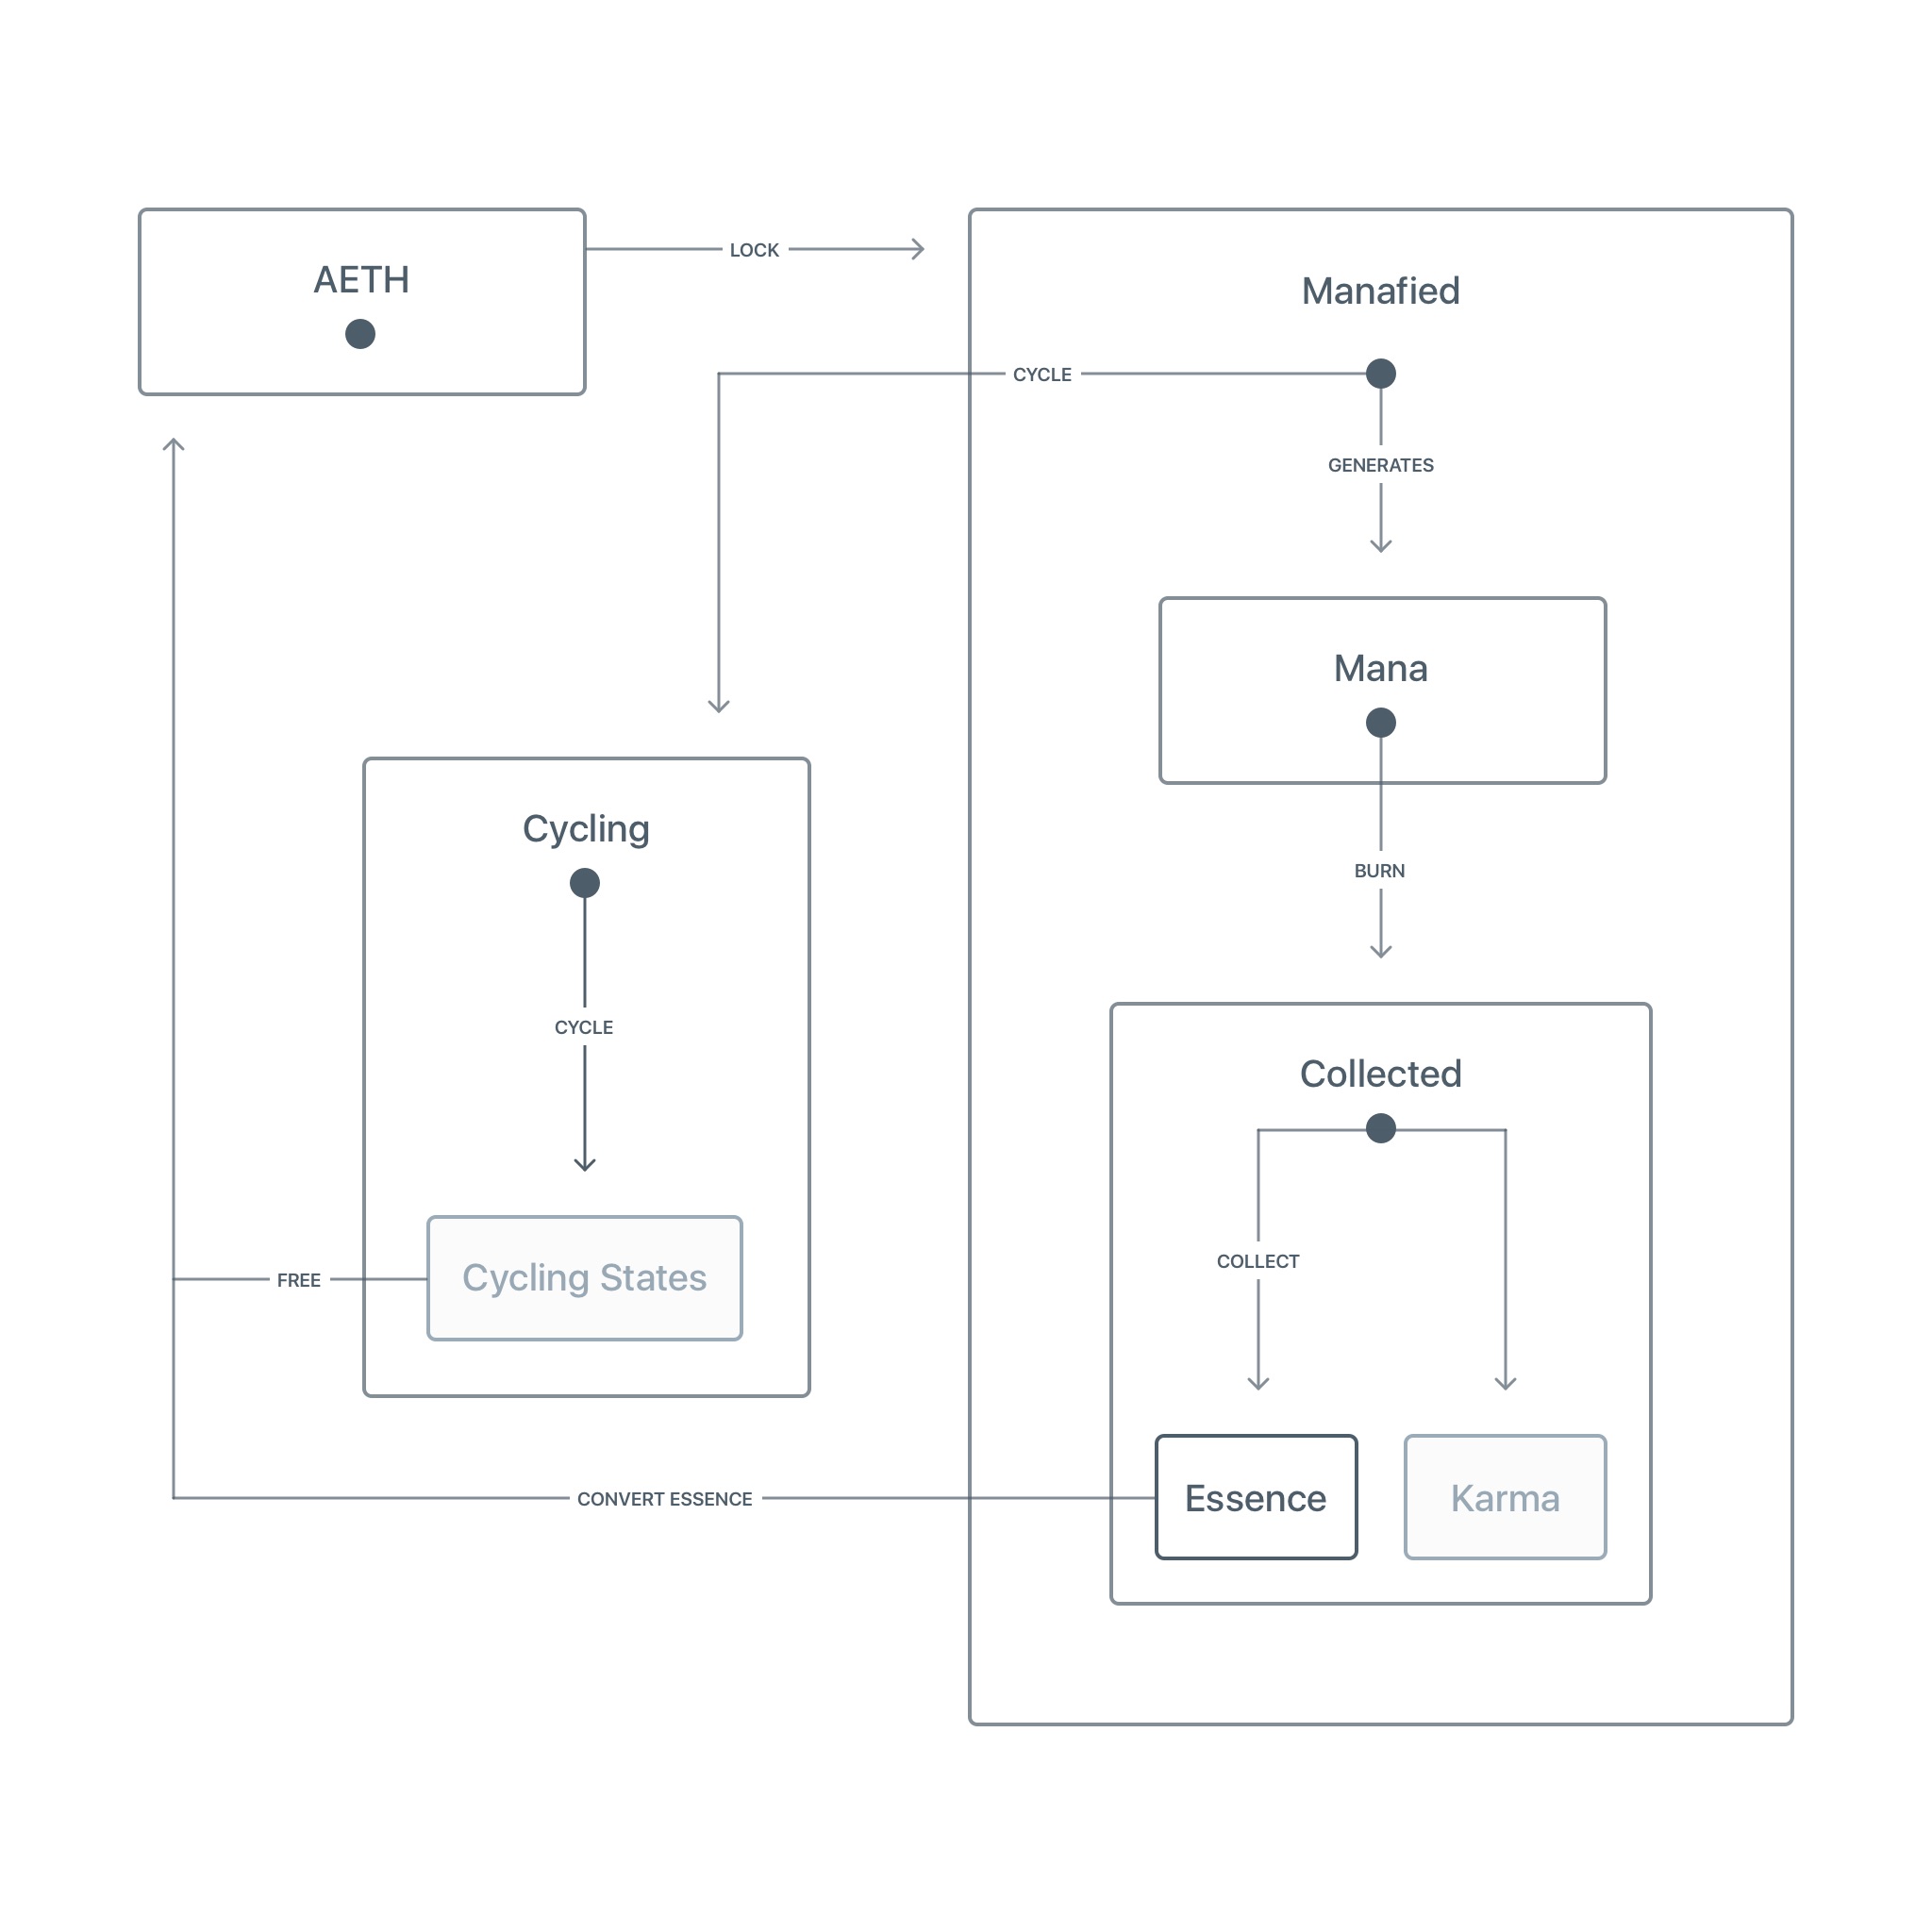 AETH
LOCK
Manafied
CYCLE
GENERATES
Mana
Cycling
BURN
CYCLE
Collected
COLLECT
FREE
Cycling States
CONVERT ESSENCE
Essence
Karma